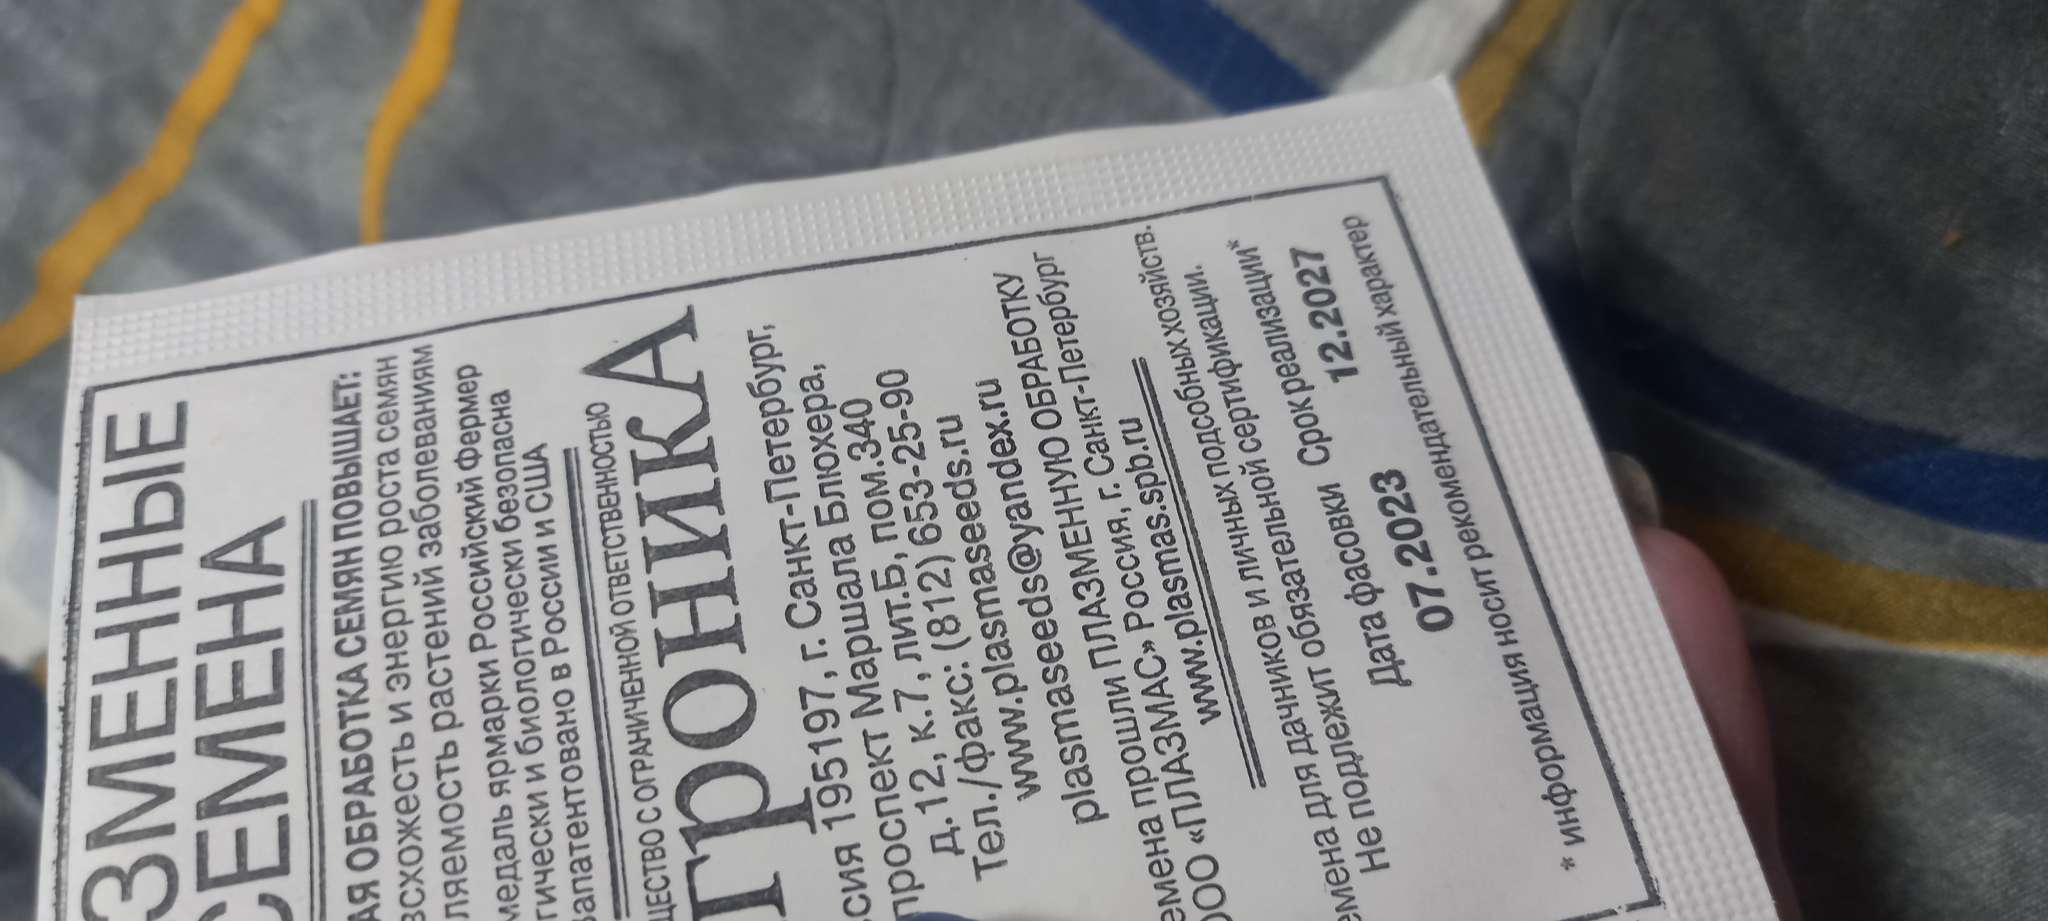 ЗМЕННЫЕ
СЕМЕНА
АЯ ОБРАБОТКА СЕМЯН ПОВЫШАЕТ:
всхожесть и энергию роста семян
ляемость растений заболеваниям
медаль ярмарки Российский Фермер
гически и биологически безопасна
Запатентовано в России и США
ЩЕСТВО С ОГРАНИЧЕННОЙ ОТВЕТСТВЕННОСТЬЮ
гроника
сия 195197, г. Санкт-Петербург,
проспект Маршала Блюхера,
д.12, к.7, лит.Б, пом.340
Тел./факс: (812) 653-25-90
www.plasmaseeds.ru
plasmaseeds@yandex.ru
емена прошли ПЛАЗМЕННУЮ ОБРАБОТКУ
ООО «ПЛАЗМАС» Россия, г. Санкт-Петербург
www.plasmas.spb.ru
емена для дачников и личных подсобных хозяйств.
Не подлежит обязательной сертификации.
Дата фасовки Срок реализации*
07.2023 12.2027
* информация носит рекомендательный характер